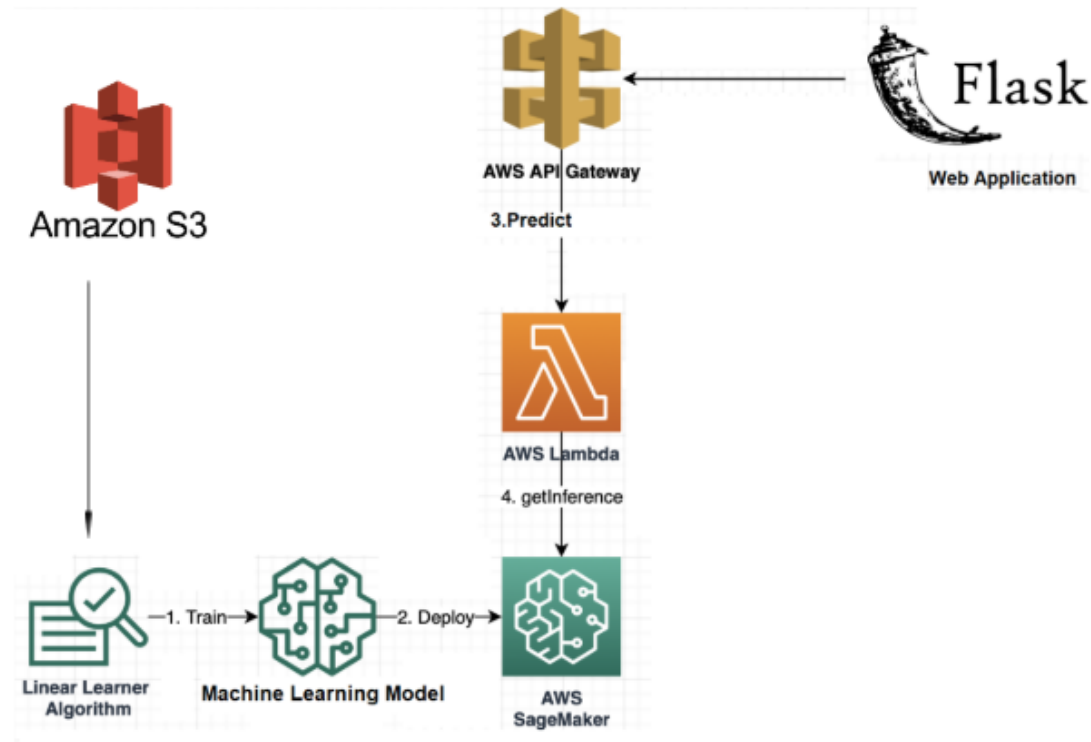 Flask
Web Application
AWS API Gateway
Amazon S3
3.Predict
AWS Lambda
4. getInference
1. Train
2. Deploy
Linear Learner
Algorithm
Machine Learning Model
AWS
SageMaker